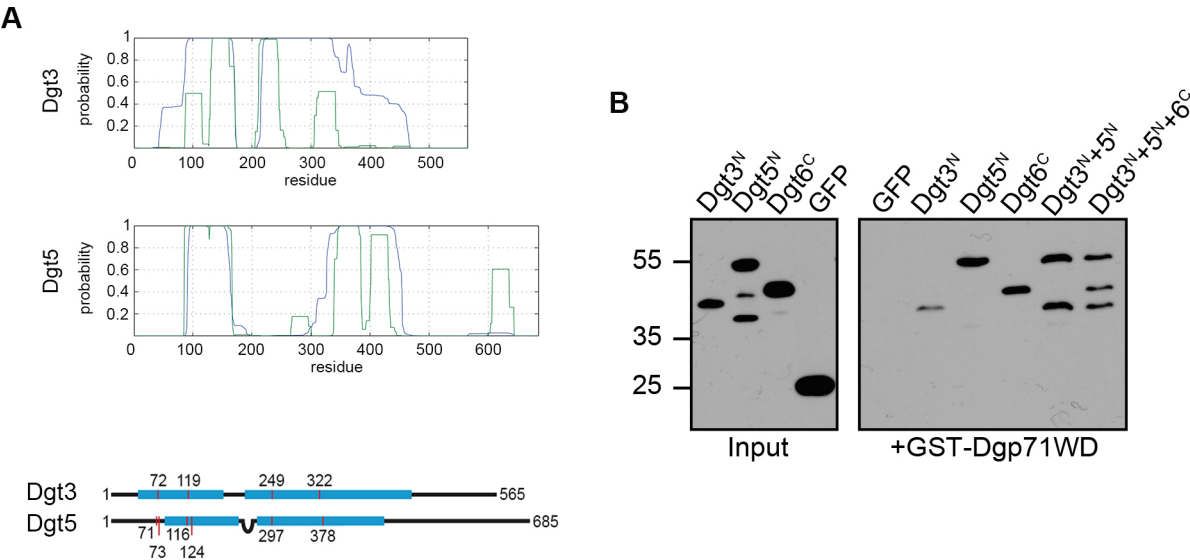 A
Dgt3
probability
1
0.8
0.6
0.4
0.2
0 100 200 300 400 500
residue
Dgt5
probability
1
0.8
0.6
0.4
0.2
0 100 200 300 400 500 600
residue
72 119 249 322
Dgt3 1 565
Dgt5 1 685
71 116 297 378
73 124
B
Dgt3ᴺ Dgt5ᴺ Dgt6ᶜ GFP
GFP Dgt3ᴺ Dgt5ᴺ Dgt6ᶜ Dgt3ᴺ+5ᴺ Dgt3ᴺ+5ᴺ+6ᶜ
55
35
25
Input
+GST-Dgp71WD